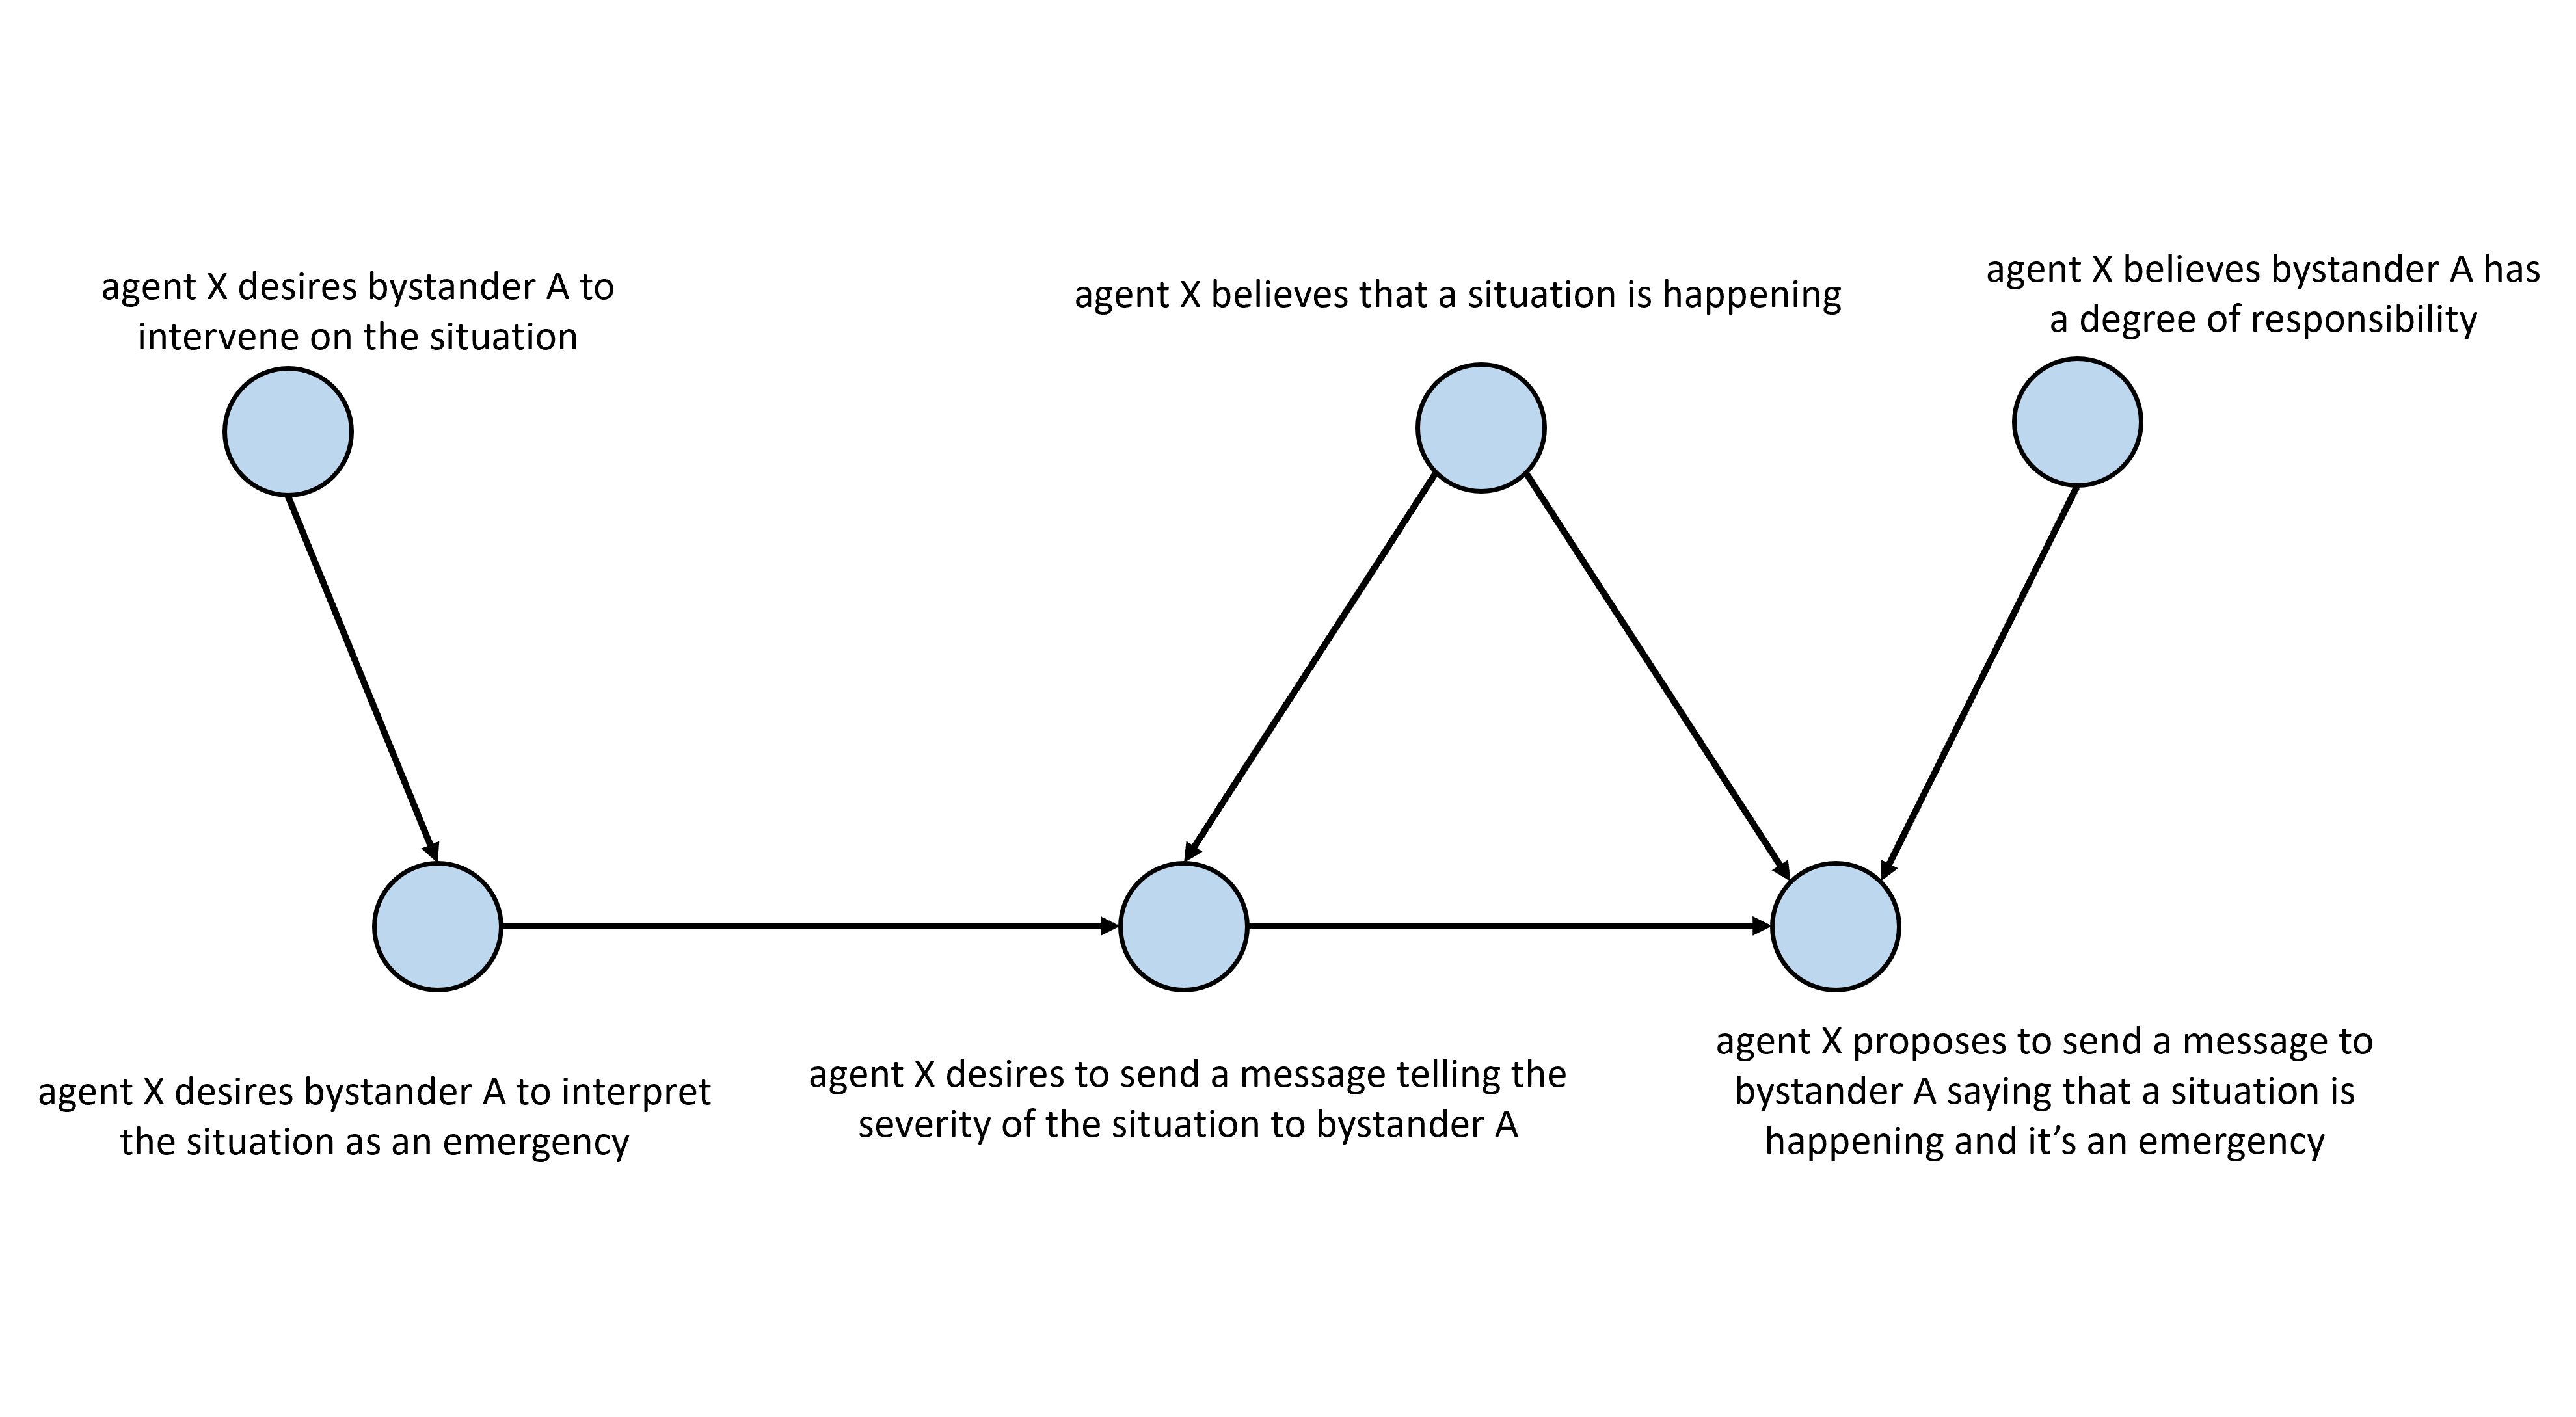 agent X desires bystander A to
intervene on the situation
agent X believes that a situation is happening
agent X believes bystander A has
a degree of responsibility
agent X desires bystander A to interpret
the situation as an emergency
agent X desires to send a message telling the
severity of the situation to bystander A
agent X proposes to send a message to
bystander A saying that a situation is
happening and it’s an emergency